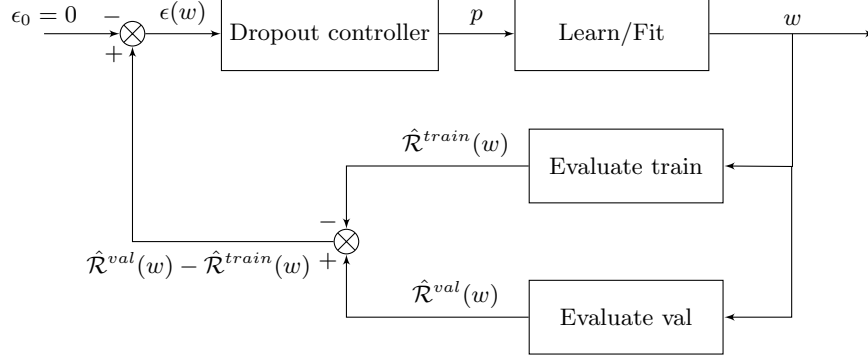 ϵ₀ = 0
−
+
ϵ(w)
Dropout controller
p
Learn/Fit
w
R̂^{train}(w)
Evaluate train
−
+
R̂^{val}(w) − R̂^{train}(w)
R̂^{val}(w)
Evaluate val